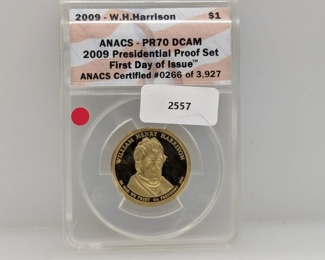 2009 - W.H.Harrison $1
ANACS - PR70 DCAM
2009 Presidential Proof Set
First Day of Issue™
ANACS Certified #0266 of 3,927
2557
WILLIAM HENRY HARRISON